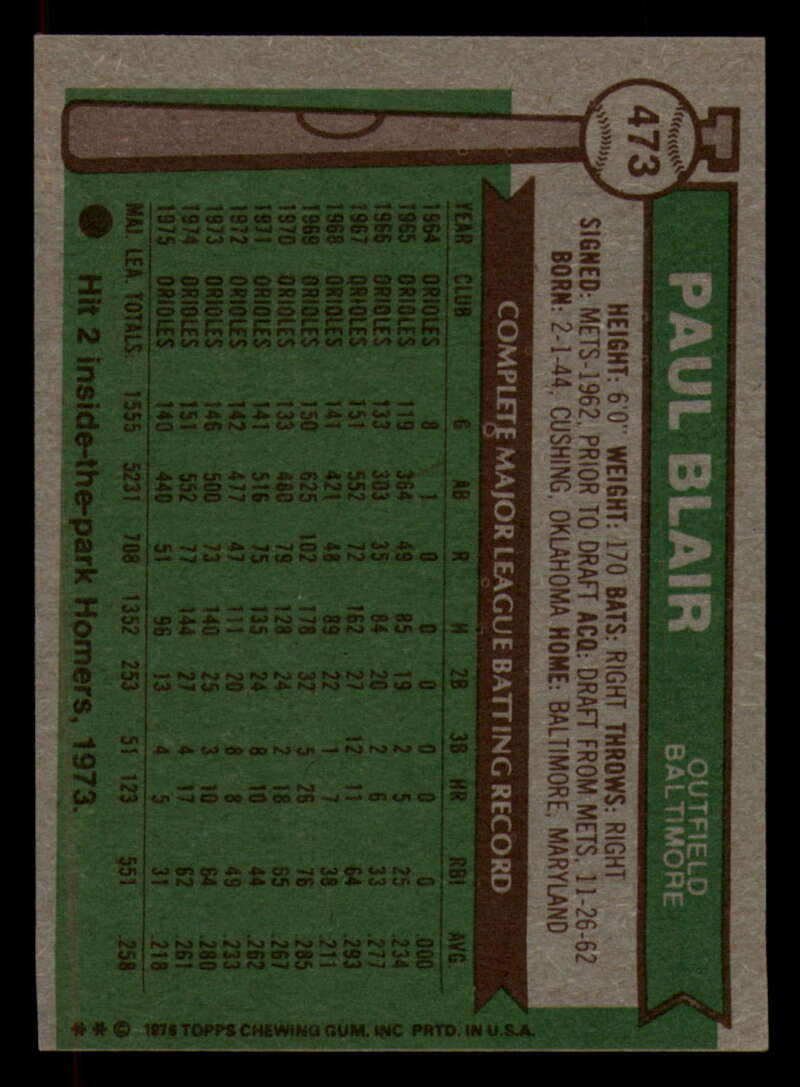 473
PAUL BLAIR
OUTFIELD
BALTIMORE
HEIGHT: 6'0" WEIGHT: 170 BATS: RIGHT THROWS: RIGHT
SIGNED: METS-1962, PRIOR TO DRAFT ACQ: DRAFT FROM METS, 11-26-62
BORN: 2-1-44, CUSHING, OKLAHOMA HOME: BALTIMORE, MARYLAND
COMPLETE MAJOR LEAGUE BATTING RECORD
YEAR CLUB G AB R H 2B 3B HR RBI AVG.
1964 ORIOLES 8 1 0 0 0 0 0 0 .000
1965 ORIOLES 119 364 49 85 19 2 5 25 .234
1966 ORIOLES 133 303 35 84 20 2 6 33 .277
1967 ORIOLES 151 552 72 162 27 12 11 64 .293
1968 ORIOLES 141 421 48 89 22 1 7 38 .211
1969 ORIOLES 150 625 102 178 32 5 26 76 .285
1970 ORIOLES 133 480 79 128 24 2 18 65 .267
1971 ORIOLES 141 516 75 135 24 8 10 44 .262
1972 ORIOLES 142 477 47 111 20 8 8 49 .233
1973 ORIOLES 146 500 73 140 25 3 10 64 .280
1974 ORIOLES 151 552 77 144 27 4 17 62 .261
1975 ORIOLES 140 440 51 96 13 4 5 31 .218
MAJ. LEA. TOTALS 1555 5231 708 1352 253 51 123 551 .258
● Hit 2 inside-the-park Homers, 1973.
* * © 1976 TOPPS CHEWING GUM, INC PRTD. IN U.S.A.